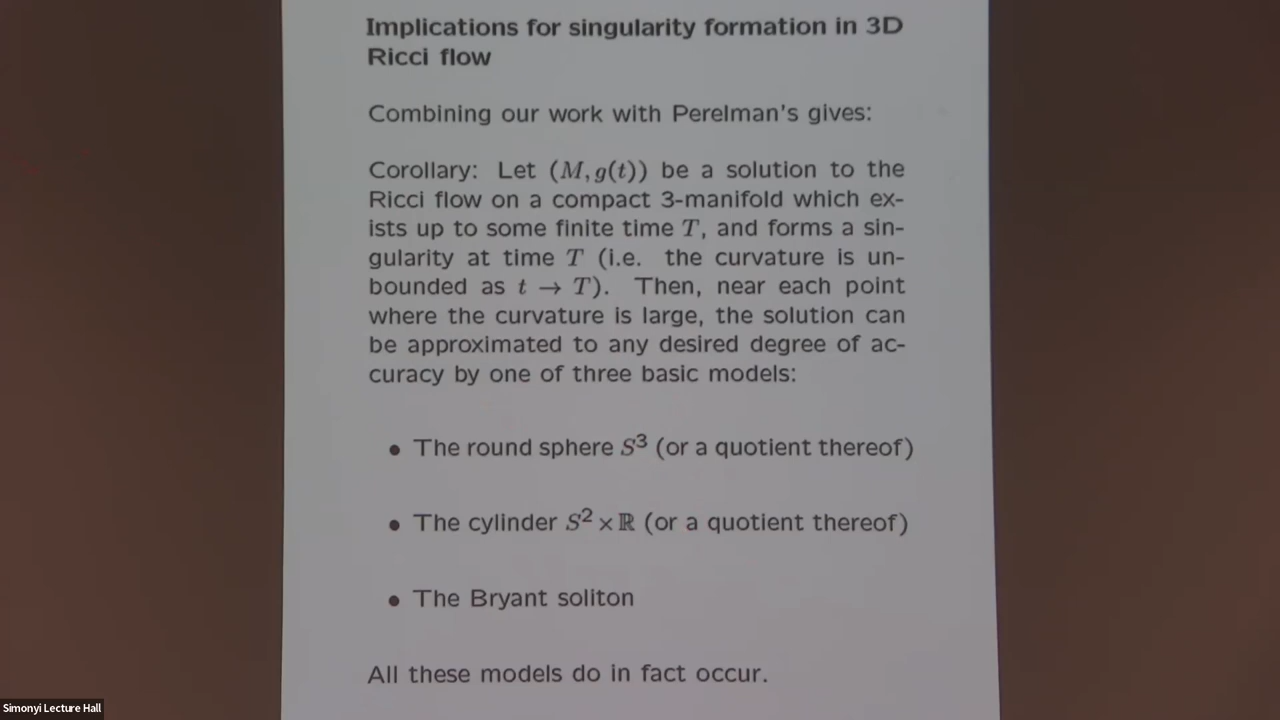 Implications for singularity formation in 3D
Ricci flow
Combining our work with Perelman's gives:
Corollary: Let (M, g(t)) be a solution to the
Ricci flow on a compact 3-manifold which ex-
ists up to some finite time T, and forms a sin-
gularity at time T (i.e. the curvature is un-
bounded as t → T). Then, near each point
where the curvature is large, the solution can
be approximated to any desired degree of ac-
curacy by one of three basic models:
• The round sphere S³ (or a quotient thereof)
• The cylinder S² × ℝ (or a quotient thereof)
• The Bryant soliton
All these models do in fact occur.
Simonyi Lecture Hall